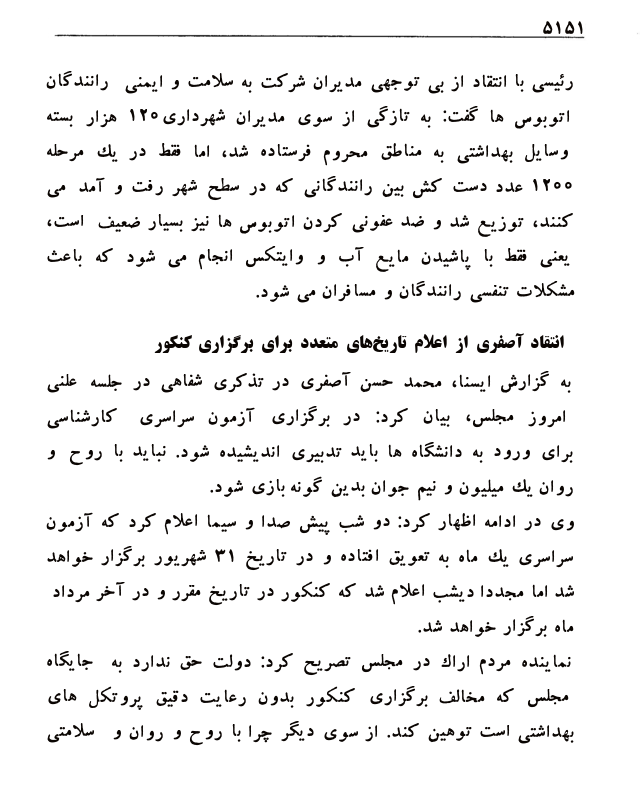 ۵۱۵۱
رئیسی با انتقاد از بی توجهی مدیران شرکت به سلامت و ایمنی رانندگان
اتوبوس ها گفت: به تازگی از سوی مدیران شهرداری ۱۲۰ هزار بسته
وسایل بهداشتی به مناطق محروم فرستاده شد، اما فقط در یك مرحله
۱۲۰۰ عدد دست کش بین رانندگانی که در سطح شهر رفت و آمد می
کنند، توزیع شد و ضد عفونی کردن اتوبوس ها نیز بسیار ضعیف است،
یعنی فقط با پاشیدن مایع آب و وایتکس انجام می شود که باعث
مشکلات تنفسی رانندگان و مسافران می شود.
انتقاد آصفری از اعلام تاریخ‌های متعدد برای برگزاری کنکور
به گزارش ایسنا، محمد حسن آصفری در تذکری شفاهی در جلسه علنی
امروز مجلس، بیان کرد: در برگزاری آزمون سراسری کارشناسی
برای ورود به دانشگاه ها باید تدبیری اندیشیده شود. نباید با روح و
روان یك میلیون و نیم جوان بدین گونه بازی شود.
وی در ادامه اظهار کرد: دو شب پیش صدا و سیما اعلام کرد که آزمون
سراسری یك ماه به تعویق افتاده و در تاریخ ۳۱ شهریور برگزار خواهد
شد اما مجددا دیشب اعلام شد که کنکور در تاریخ مقرر و در آخر مرداد
ماه برگزار خواهد شد.
نماینده مردم اراك در مجلس تصریح کرد: دولت حق ندارد به جایگاه
مجلس که مخالف برگزاری کنکور بدون رعایت دقیق پروتکل های
بهداشتی است توهین کند. از سوی دیگر چرا با روح و روان و سلامتی